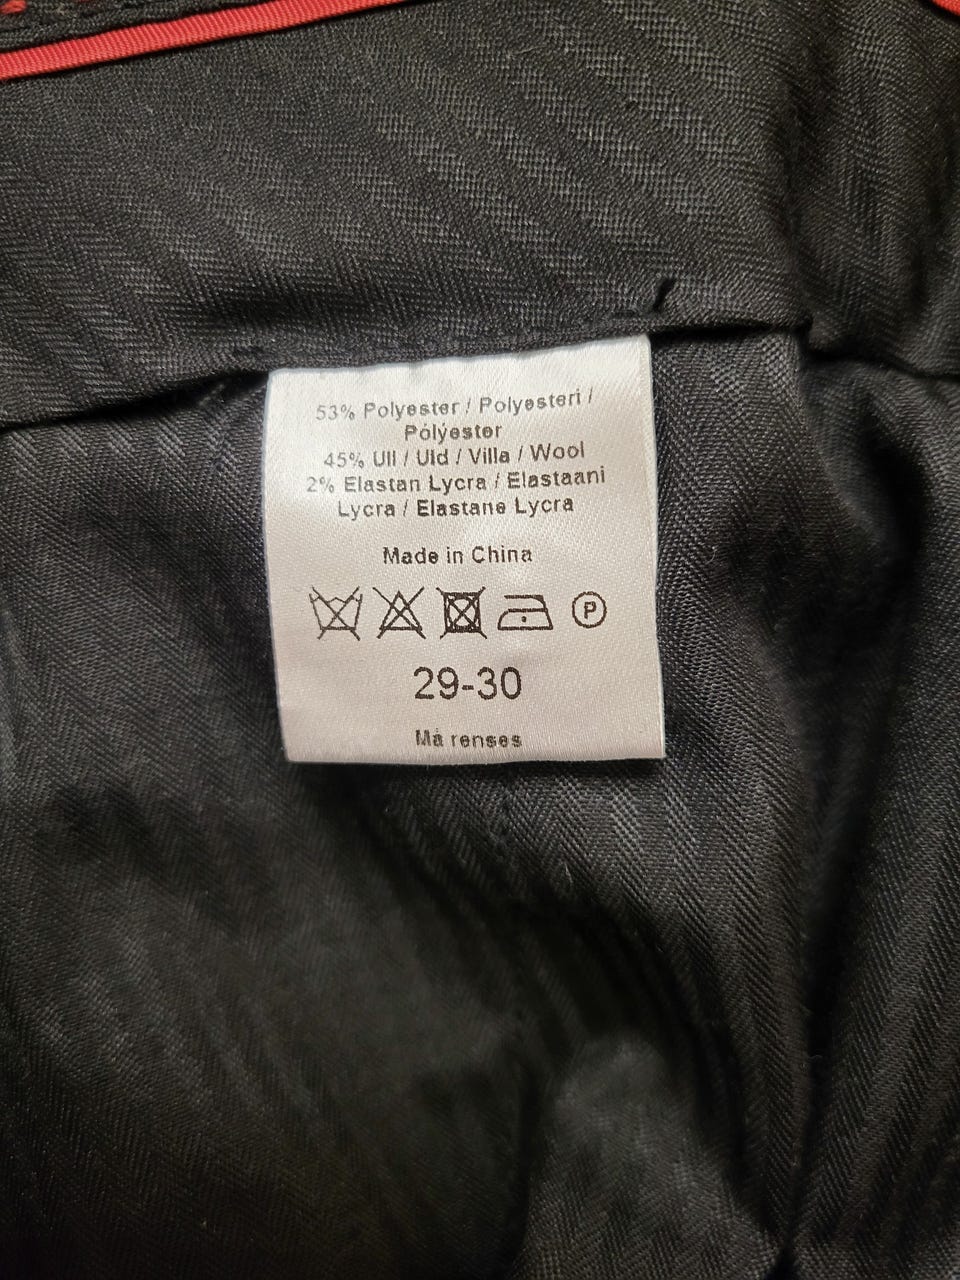 53% Polyester / Polyesteri /
Pólýester
45% Ull / Uld / Villa / Wool
2% Elastan Lycra / Elastaani
Lycra / Elastane Lycra
Made in China
P
29-30
Må renses